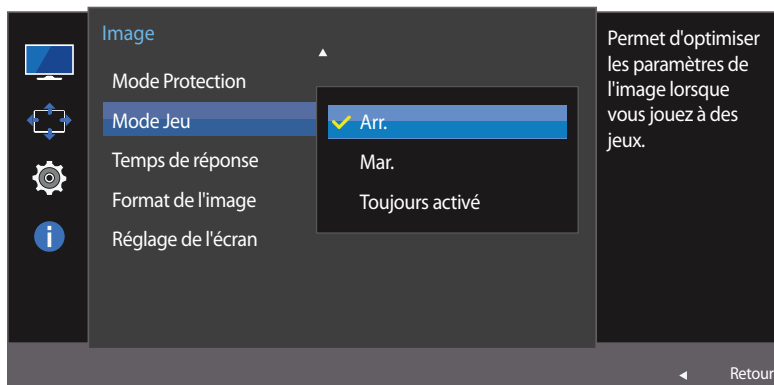 Image
Mode Protection
Mode Jeu
Temps de réponse
Format de l'image
Réglage de l'écran
Arr.
Mar.
Toujours activé
Permet d'optimiser
les paramètres de
l'image lorsque
vous jouez à des
jeux.
Retour